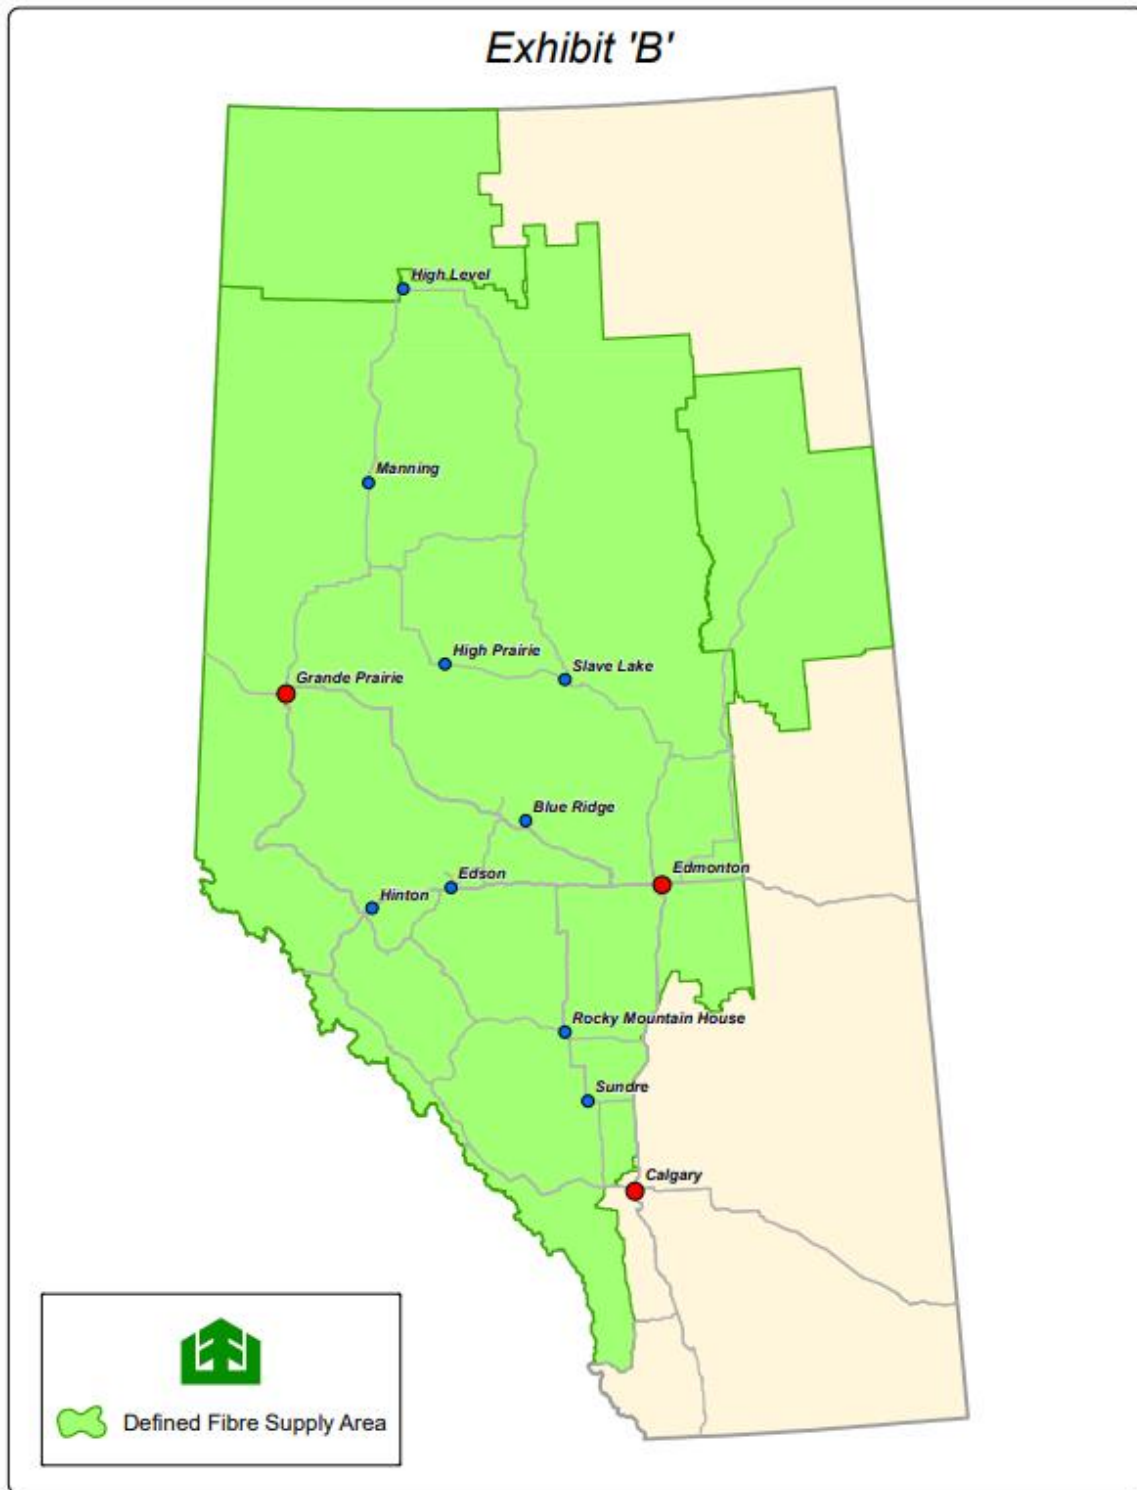 Exhibit 'B'
High Level
Manning
High Prairie
Slave Lake
Grande Prairie
Blue Ridge
Edson
Edmonton
Hinton
Rocky Mountain House
Sundre
Calgary
Defined Fibre Supply Area